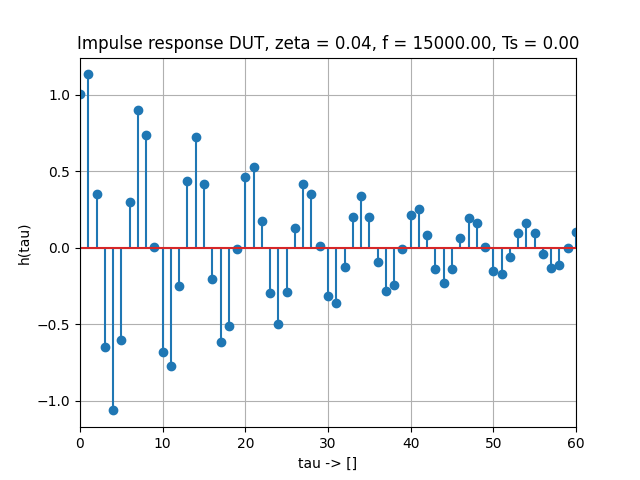 Impulse response DUT, zeta = 0.04, f = 15000.00, Ts = 0.00
1.0
0.5
0.0
−0.5
−1.0
h(tau)
0 10 20 30 40 50 60
tau -> []